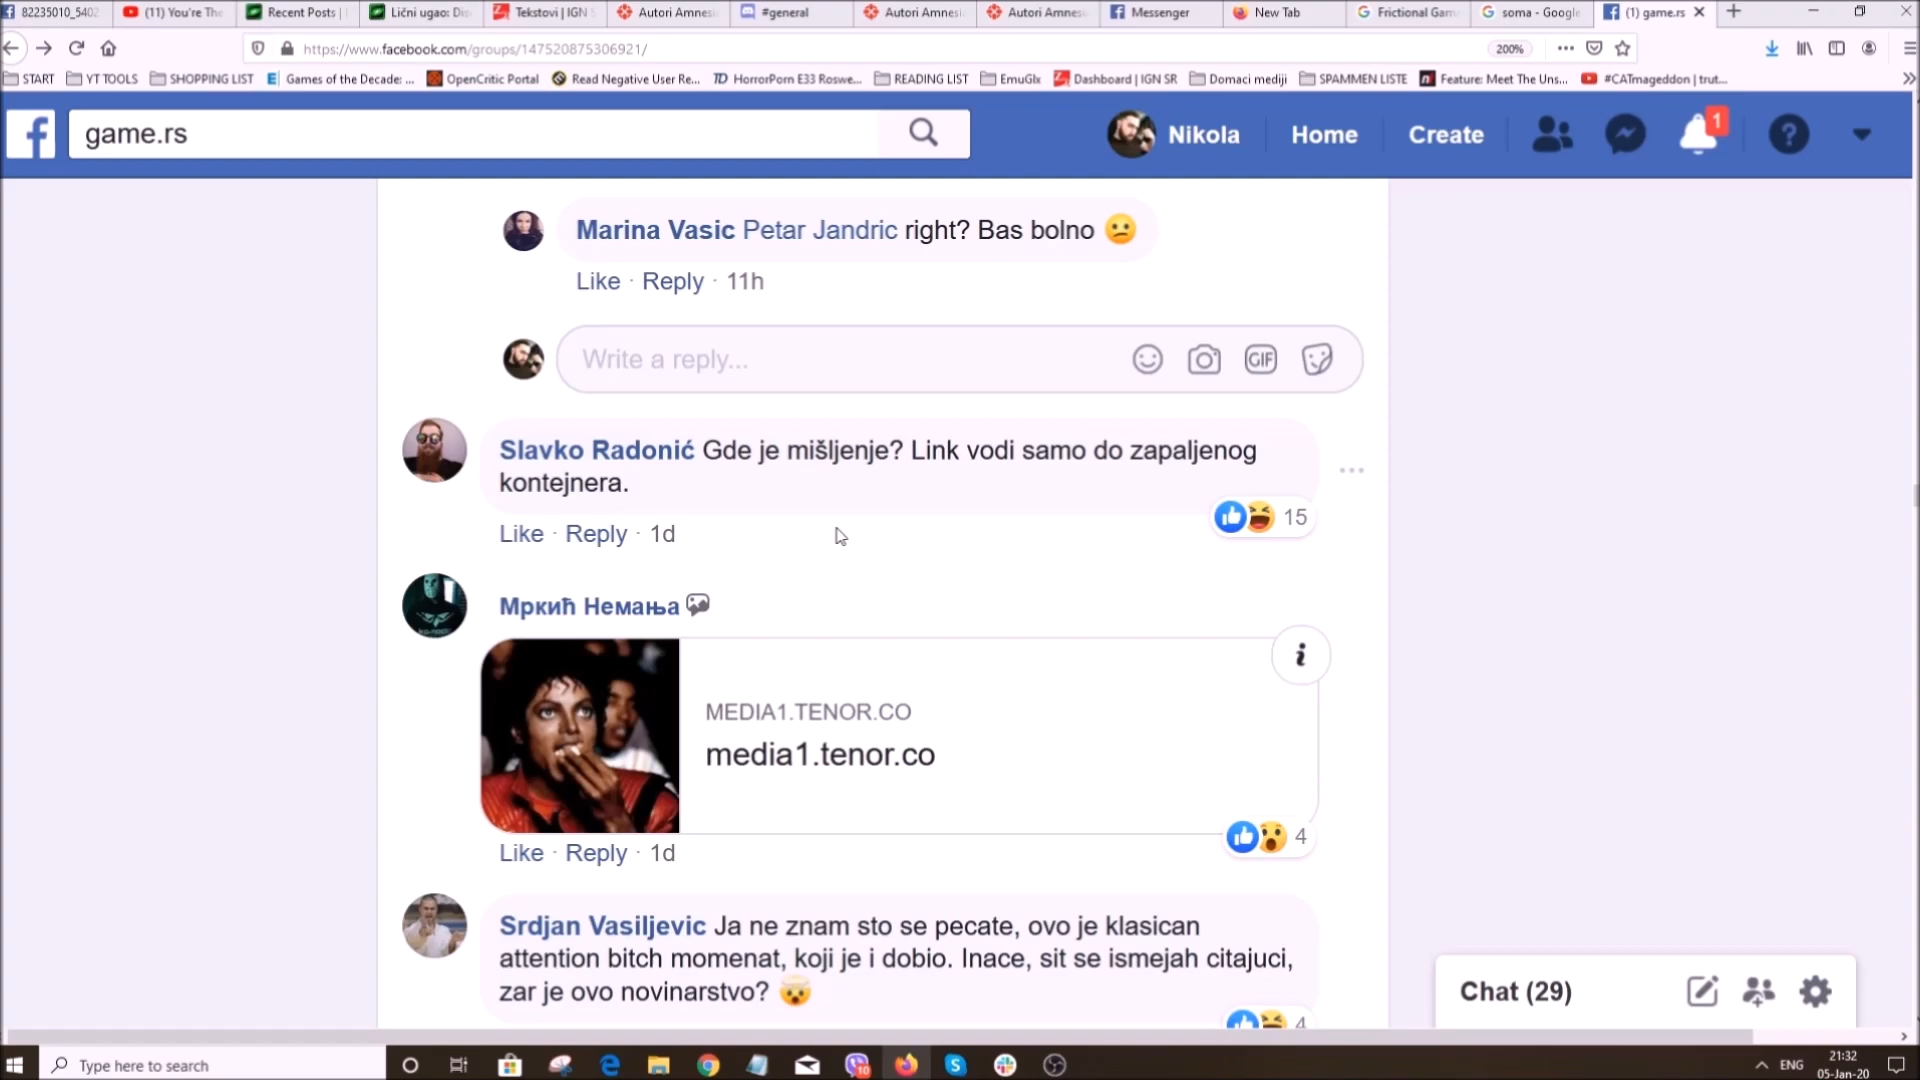 82235010_5402
(11) You're The
Recent Posts |
Lični ugao: Dis
Tekstovi | IGN S
Autori Amnesi
#general
Autori Amnesi
Autori Amnesi
Messenger
New Tab
Frictional Gam
soma - Google
(1) game.rs
https://www.facebook.com/groups/147520875306921/
200%
START
YT TOOLS
SHOPPING LIST
Games of the Decade: ...
OpenCritic Portal
Read Negative User Re...
HorrorPorn E33 Roswe...
READING LIST
EmuGlx
Dashboard | IGN SR
Domaci mediji
SPAMMEN LISTE
Feature: Meet The Uns...
#CATmageddon | trut...
game.rs
Nikola
Home
Create
1
Marina Vasic Petar Jandric right? Bas bolno 😕
Like · Reply · 11h
Write a reply...
GIF
Slavko Radonić Gde je mišljenje? Link vodi samo do zapaljenog
kontejnera.
15
Like · Reply · 1d
Мркић Немања
MEDIA1.TENOR.CO
media1.tenor.co
4
Like · Reply · 1d
Srdjan Vasiljevic Ja ne znam sto se pecate, ovo je klasican
attention bitch momenat, koji je i dobio. Inace, sit se ismejah citajuci,
zar je ovo novinarstvo? 🤯
4
Chat (29)
Type here to search
10
ENG
21:32
05-Jan-20